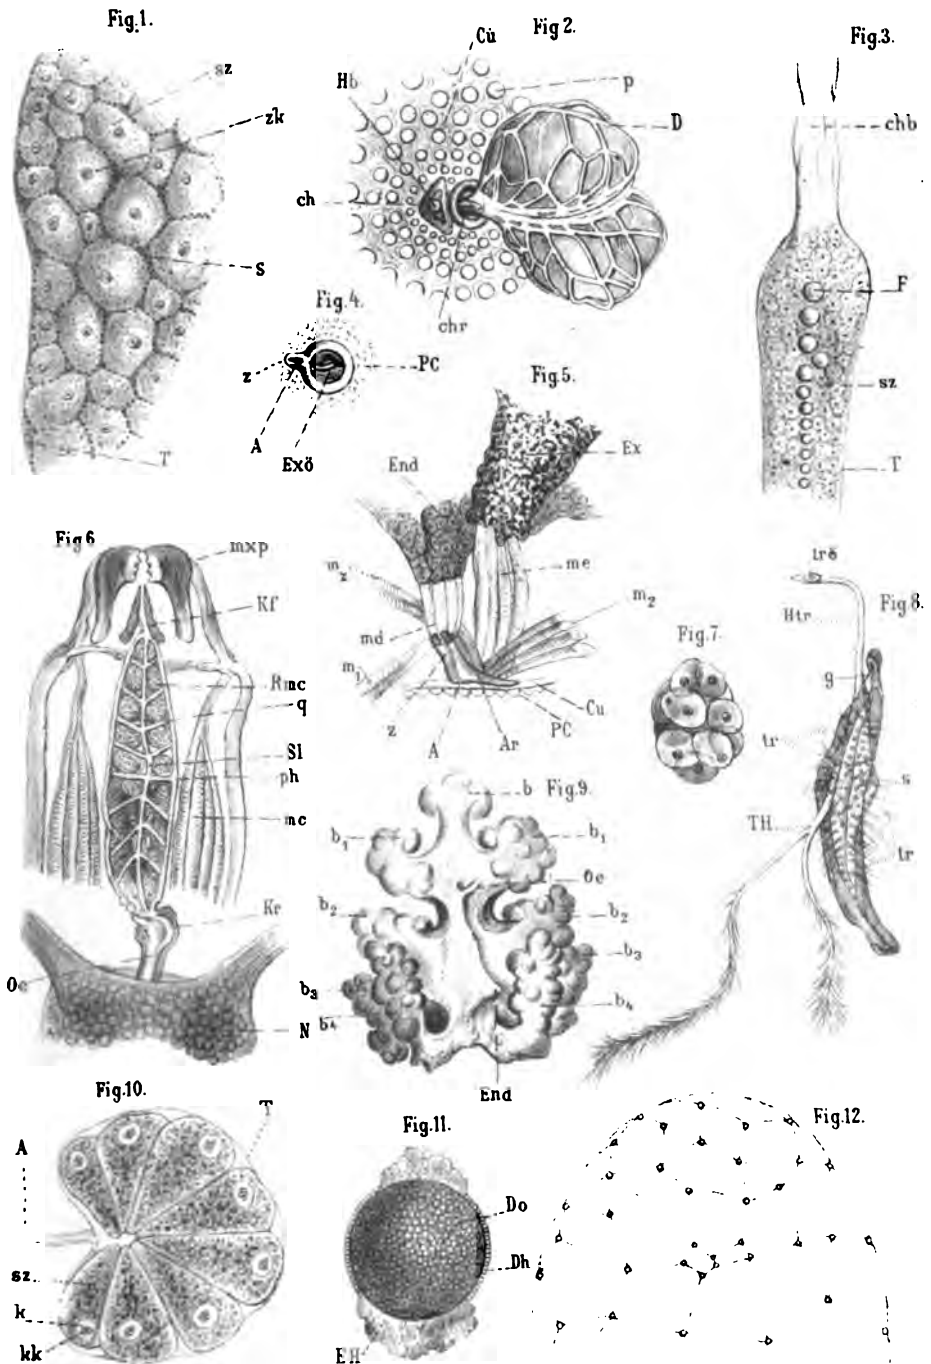 Fig.1.
sz
zk
S
T
Fig 2.
Cü
Hb
p
D
ch
chr
Fig.3.
chb
F
sz
T
Fig.4.
z
PC
A
Exö
Fig.5.
Ex
End
me
m2
md
m1
z
A
Ar
PC
Cu
Fig 6
mxp
Kf
mc
q
Sl
ph
mc
Kr
Oe
N
Fig.7.
Fig.8.
trö
Htr
g
tr
s
TH
tr
Fig.9.
b
b1
b1
Oe
b2
b2
b3
b3
b4
b4
End
Fig.10.
T
A
sz
k
kk
Fig.11.
Do
Dh
EH
Fig.12.